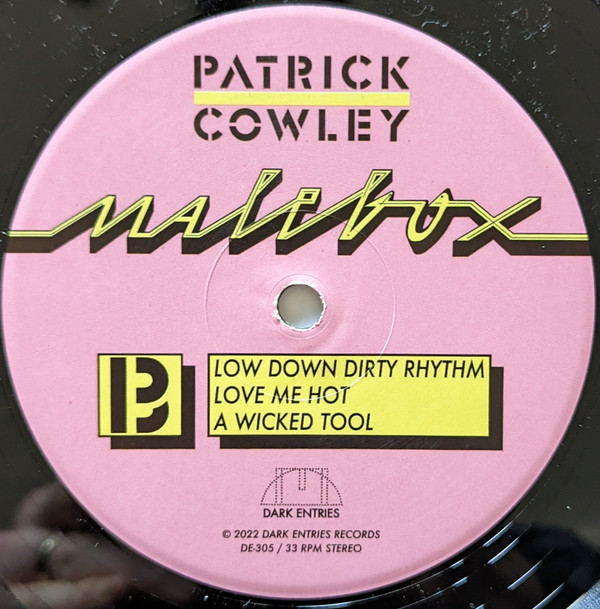 PATRICK
COWLEY
MALEBOX
B
LOW DOWN DIRTY RHYTHM
LOVE ME HOT
A WICKED TOOL
DARK ENTRIES
© 2022 DARK ENTRIES RECORDS
DE-305 / 33 RPM STEREO